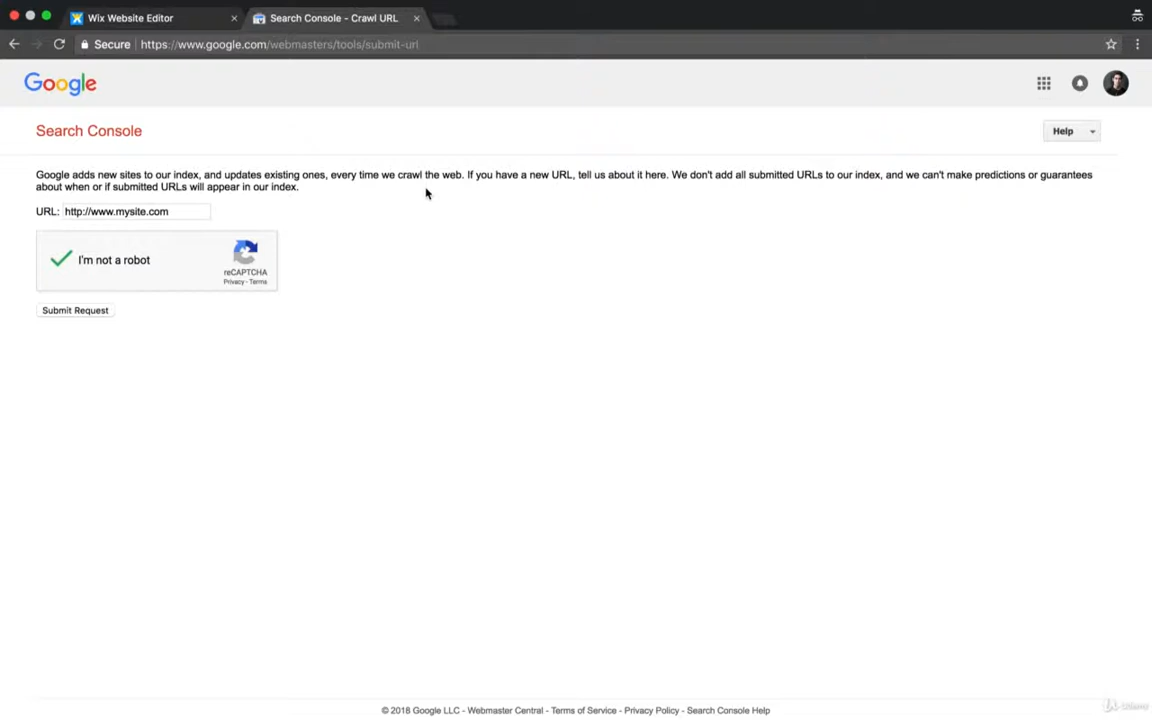 Wix Website Editor
Search Console - Crawl URL
Secure https://www.google.com/webmasters/tools/submit-url
Google
Search Console
Help
Google adds new sites to our index, and updates existing ones, every time we crawl the web. If you have a new URL, tell us about it here. We don't add all submitted URLs to our index, and we can't make predictions or guarantees
about when or if submitted URLs will appear in our index.
URL: http://www.mysite.com
I'm not a robot
reCAPTCHA
Privacy - Terms
Submit Request
© 2018 Google LLC - Webmaster Central - Terms of Service - Privacy Policy - Search Console Help
Udemy